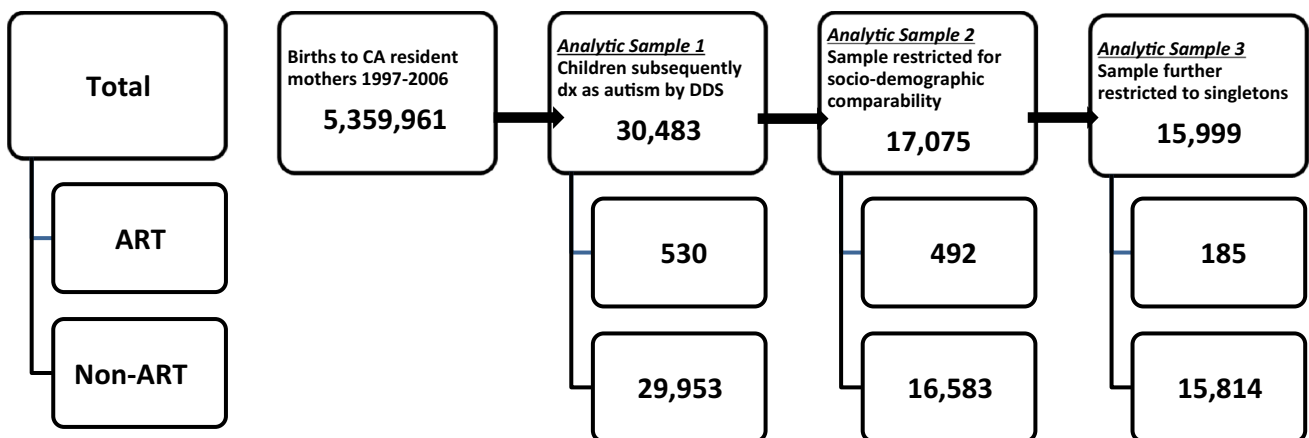 Total
ART
Non-ART
Births to CA resident
mothers 1997-2006
5,359,961
Analytic Sample 1
Children subsequently
dx as autism by DDS
30,483
530
29,953
Analytic Sample 2
Sample restricted for
socio-demographic
comparability
17,075
492
16,583
Analytic Sample 3
Sample further
restricted to singletons
15,999
185
15,814